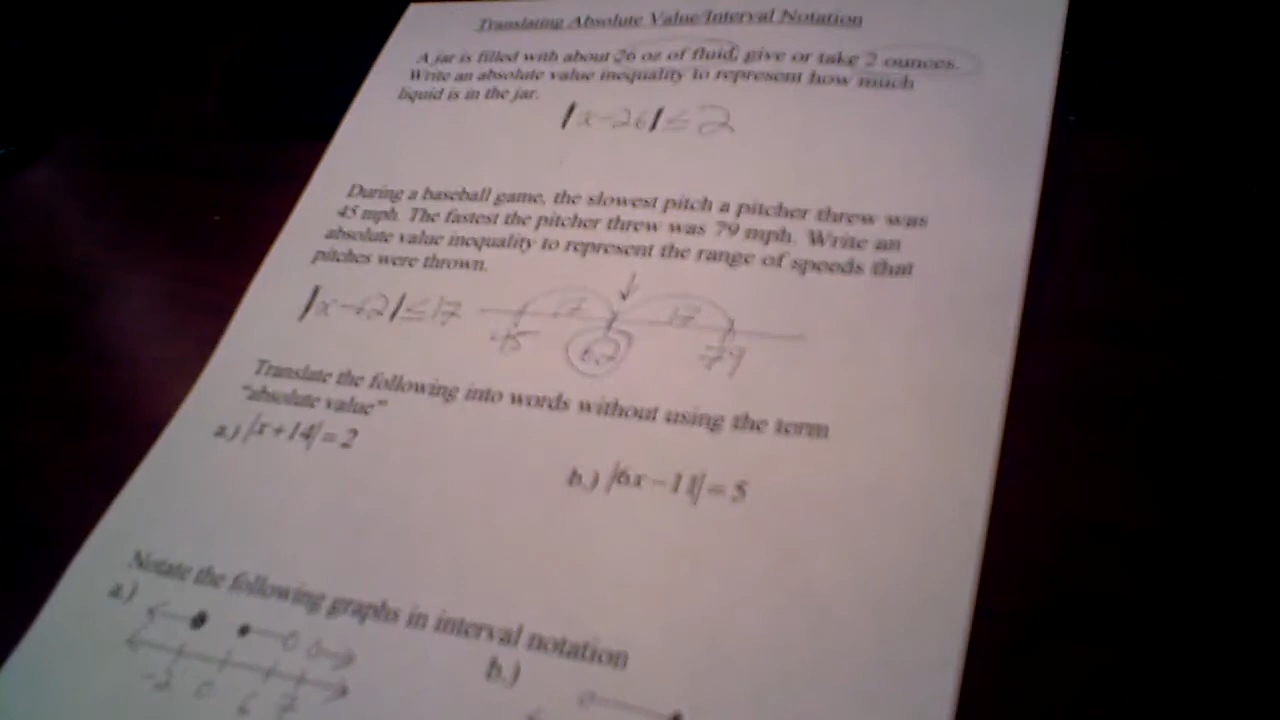 Translating Absolute Value/Interval Notation
A jar is filled with about 26 oz of fluid, give or take 2 ounces.
Write an absolute value inequality to represent how much
liquid is in the jar.
|x-26| ≤ 2
During a baseball game, the slowest pitch a pitcher threw was
45 mph. The fastest the pitcher threw was 79 mph. Write an
absolute value inequality to represent the range of speeds that
pitches were thrown.
|x-62| ≤ 17
17 17
45 62 79
Translate the following into words without using the term
"absolute value"
a.) |x+14| = 2
b.) |6x-11| = 5
Notate the following graphs in interval notation
a.)
-2 0 6 7
b.)